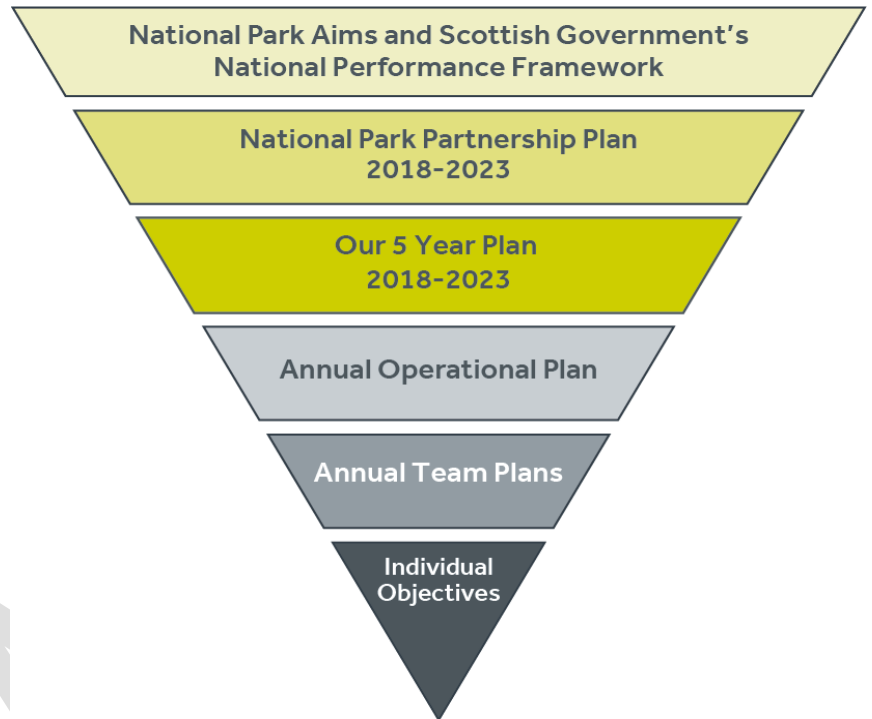 National Park Aims and Scottish Government’s
National Performance Framework
National Park Partnership Plan
2018-2023
Our 5 Year Plan
2018-2023
Annual Operational Plan
Annual Team Plans
Individual
Objectives